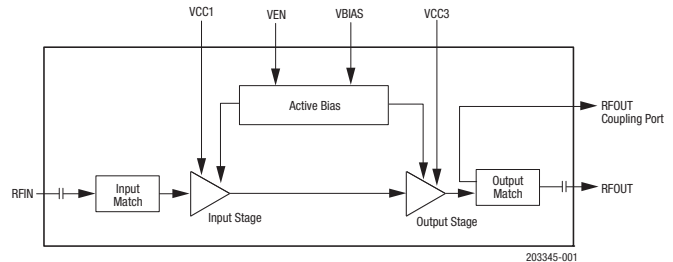 VCC1
VEN
VBIAS
VCC3
Active Bias
RFOUT
Coupling Port
RFIN
Input
Match
Input Stage
Output Stage
Output
Match
RFOUT
203345-001